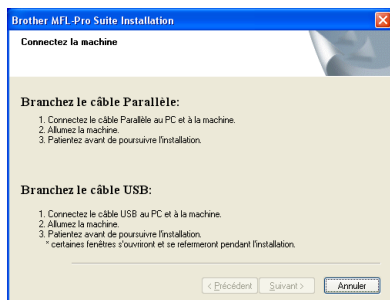 Brother MFL-Pro Suite Installation
Connectez la machine
Branchez le câble Parallèle:
1. Connectez le câble Parallèle au PC et à la machine.
2. Allumez la machine.
3. Patientez avant de poursuivre l'installation.
Branchez le câble USB:
1. Connectez le câble USB au PC et à la machine.
2. Allumez la machine.
3. Patientez avant de poursuivre l'installation.
* certaines fenêtres s'ouvriront et se refermeront pendant l'installation.
< Précédent Suivant > Annuler